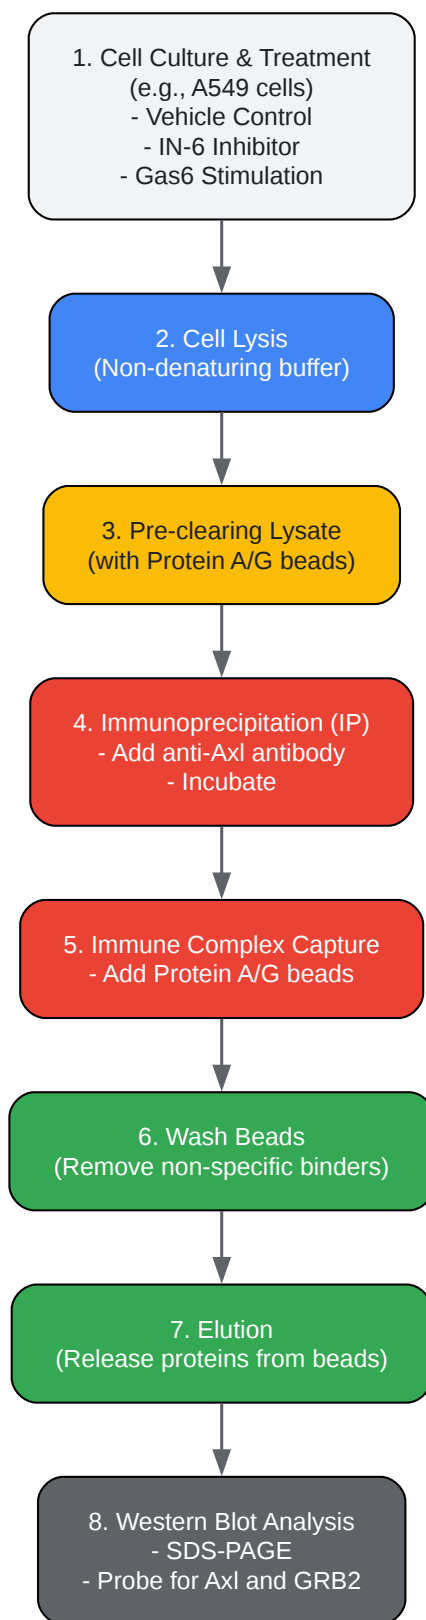 1. Cell Culture & Treatment
(e.g., A549 cells)
- Vehicle Control
- IN-6 Inhibitor
- Gas6 Stimulation
2. Cell Lysis
(Non-denaturing buffer)
3. Pre-clearing Lysate
(with Protein A/G beads)
4. Immunoprecipitation (IP)
- Add anti-Axl antibody
- Incubate
5. Immune Complex Capture
- Add Protein A/G beads
6. Wash Beads
(Remove non-specific binders)
7. Elution
(Release proteins from beads)
8. Western Blot Analysis
- SDS-PAGE
- Probe for Axl and GRB2